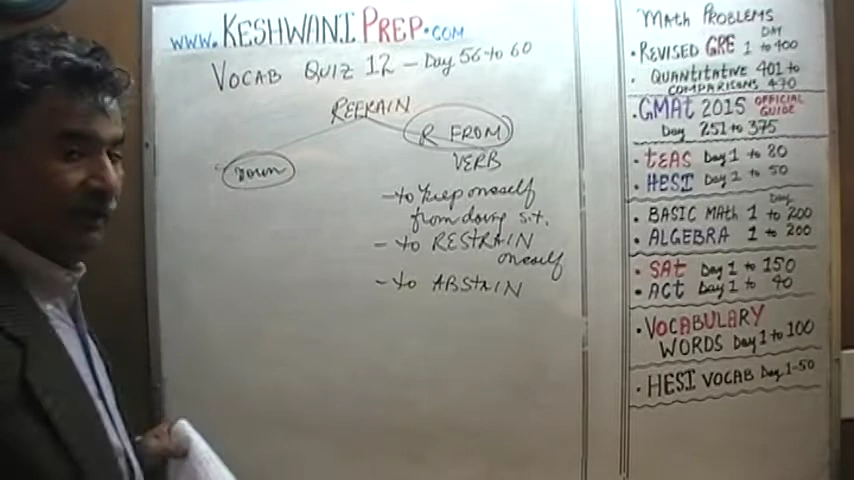 www.KESHWANIPREP.COM
VOCAB QUIZ 12 - Day 56 to 60
REFRAIN
R FROM
NOUN
VERB
- to keep oneself
from doing s.t.
- to RESTRAIN
oneself
- to ABSTAIN
MATH PROBLEMS
DAY
• REVISED GRE 1 to 400
• QUANTITATIVE 401 to
COMPARISONS 470
• GMAT 2015 OFFICIAL
GUIDE
Day 251 to 375
• TEAS Day 1 to 80
• HESI Day 1 to 50
Day
• BASIC MATH 1 to 200
• ALGEBRA 1 to 200
• SAT Day 1 to 150
• ACT Day 1 to 40
• VOCABULARY
WORDS Day 1 to 100
• HESI VOCAB Day 1-50